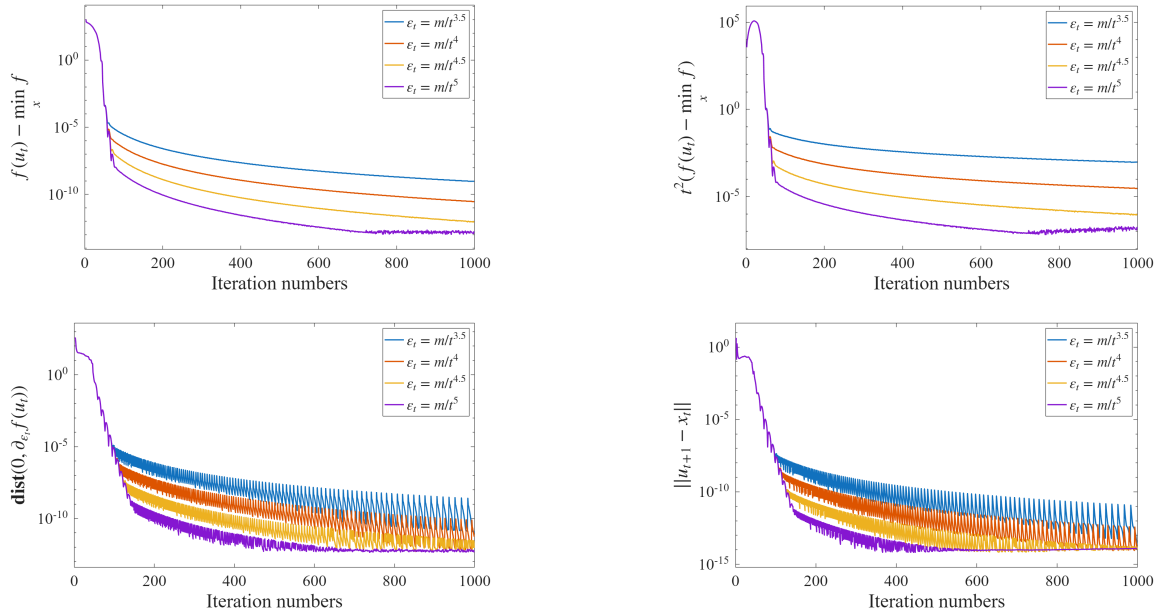 f(u_t) − min_x f
10^0
10^{-5}
10^{-10}
ε_t = m/t^{3.5}
ε_t = m/t^4
ε_t = m/t^{4.5}
ε_t = m/t^5
0 200 400 600 800 1000
Iteration numbers
t^2(f(u_t) − min_x f)
10^5
10^0
10^{-5}
ε_t = m/t^{3.5}
ε_t = m/t^4
ε_t = m/t^{4.5}
ε_t = m/t^5
0 200 400 600 800 1000
Iteration numbers
dist(0, ∂_{ε_t} f(u_t))
10^0
10^{-5}
10^{-10}
ε_t = m/t^{3.5}
ε_t = m/t^4
ε_t = m/t^{4.5}
ε_t = m/t^5
0 200 400 600 800 1000
Iteration numbers
||u_{t+1} − x_t||
10^0
10^{-5}
10^{-10}
10^{-15}
ε_t = m/t^{3.5}
ε_t = m/t^4
ε_t = m/t^{4.5}
ε_t = m/t^5
0 200 400 600 800 1000
Iteration numbers